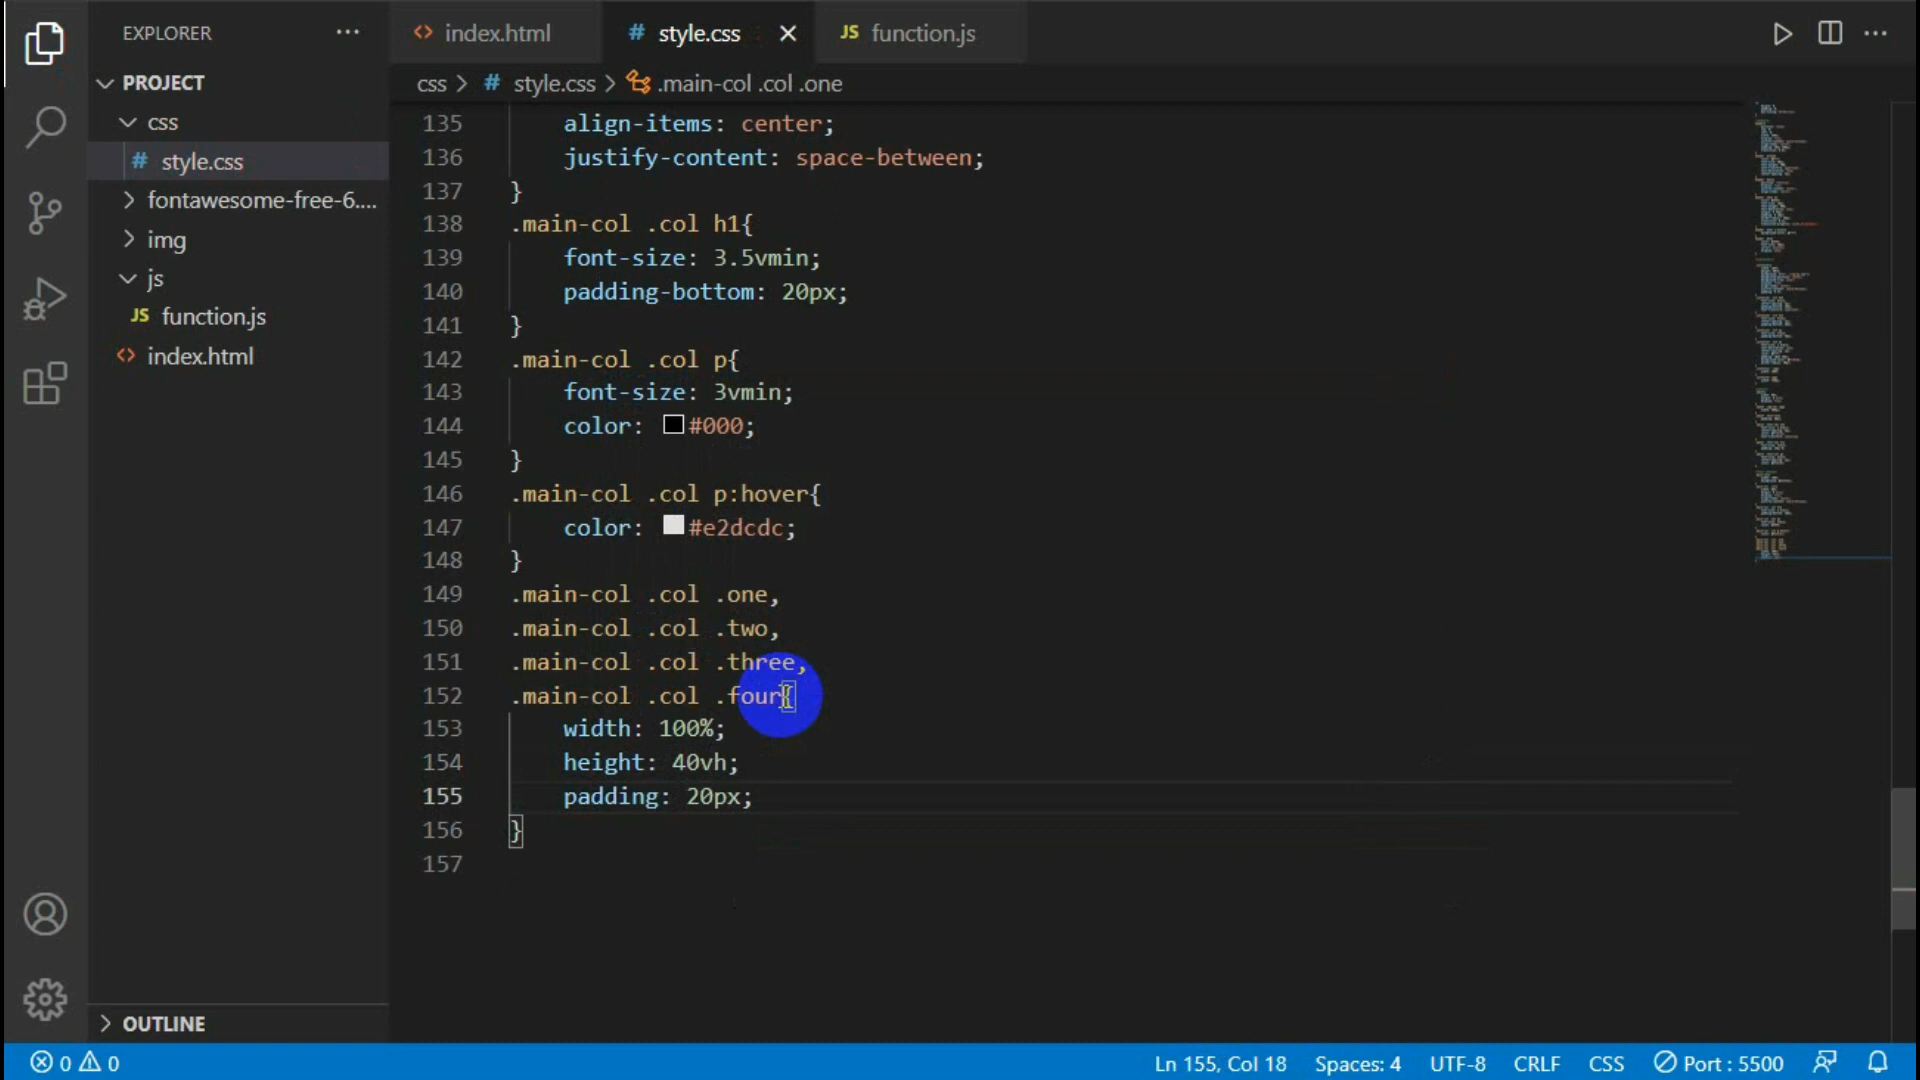 EXPLORER
PROJECT
css
style.css
fontawesome-free-6....
img
js
JS function.js
index.html
OUTLINE
index.html
# style.css
JS function.js
css > # style.css > .main-col .col .one
135 align-items: center;
136 justify-content: space-between;
137 }
138 .main-col .col h1{
139 font-size: 3.5vmin;
140 padding-bottom: 20px;
141 }
142 .main-col .col p{
143 font-size: 3vmin;
144 color: #000;
145 }
146 .main-col .col p:hover{
147 color: #e2dcdc;
148 }
149 .main-col .col .one,
150 .main-col .col .two,
151 .main-col .col .three,
152 .main-col .col .four{
153 width: 100%;
154 height: 40vh;
155 padding: 20px;
156 }
157
0 0
Ln 155, Col 18 Spaces: 4 UTF-8 CRLF CSS Port : 5500